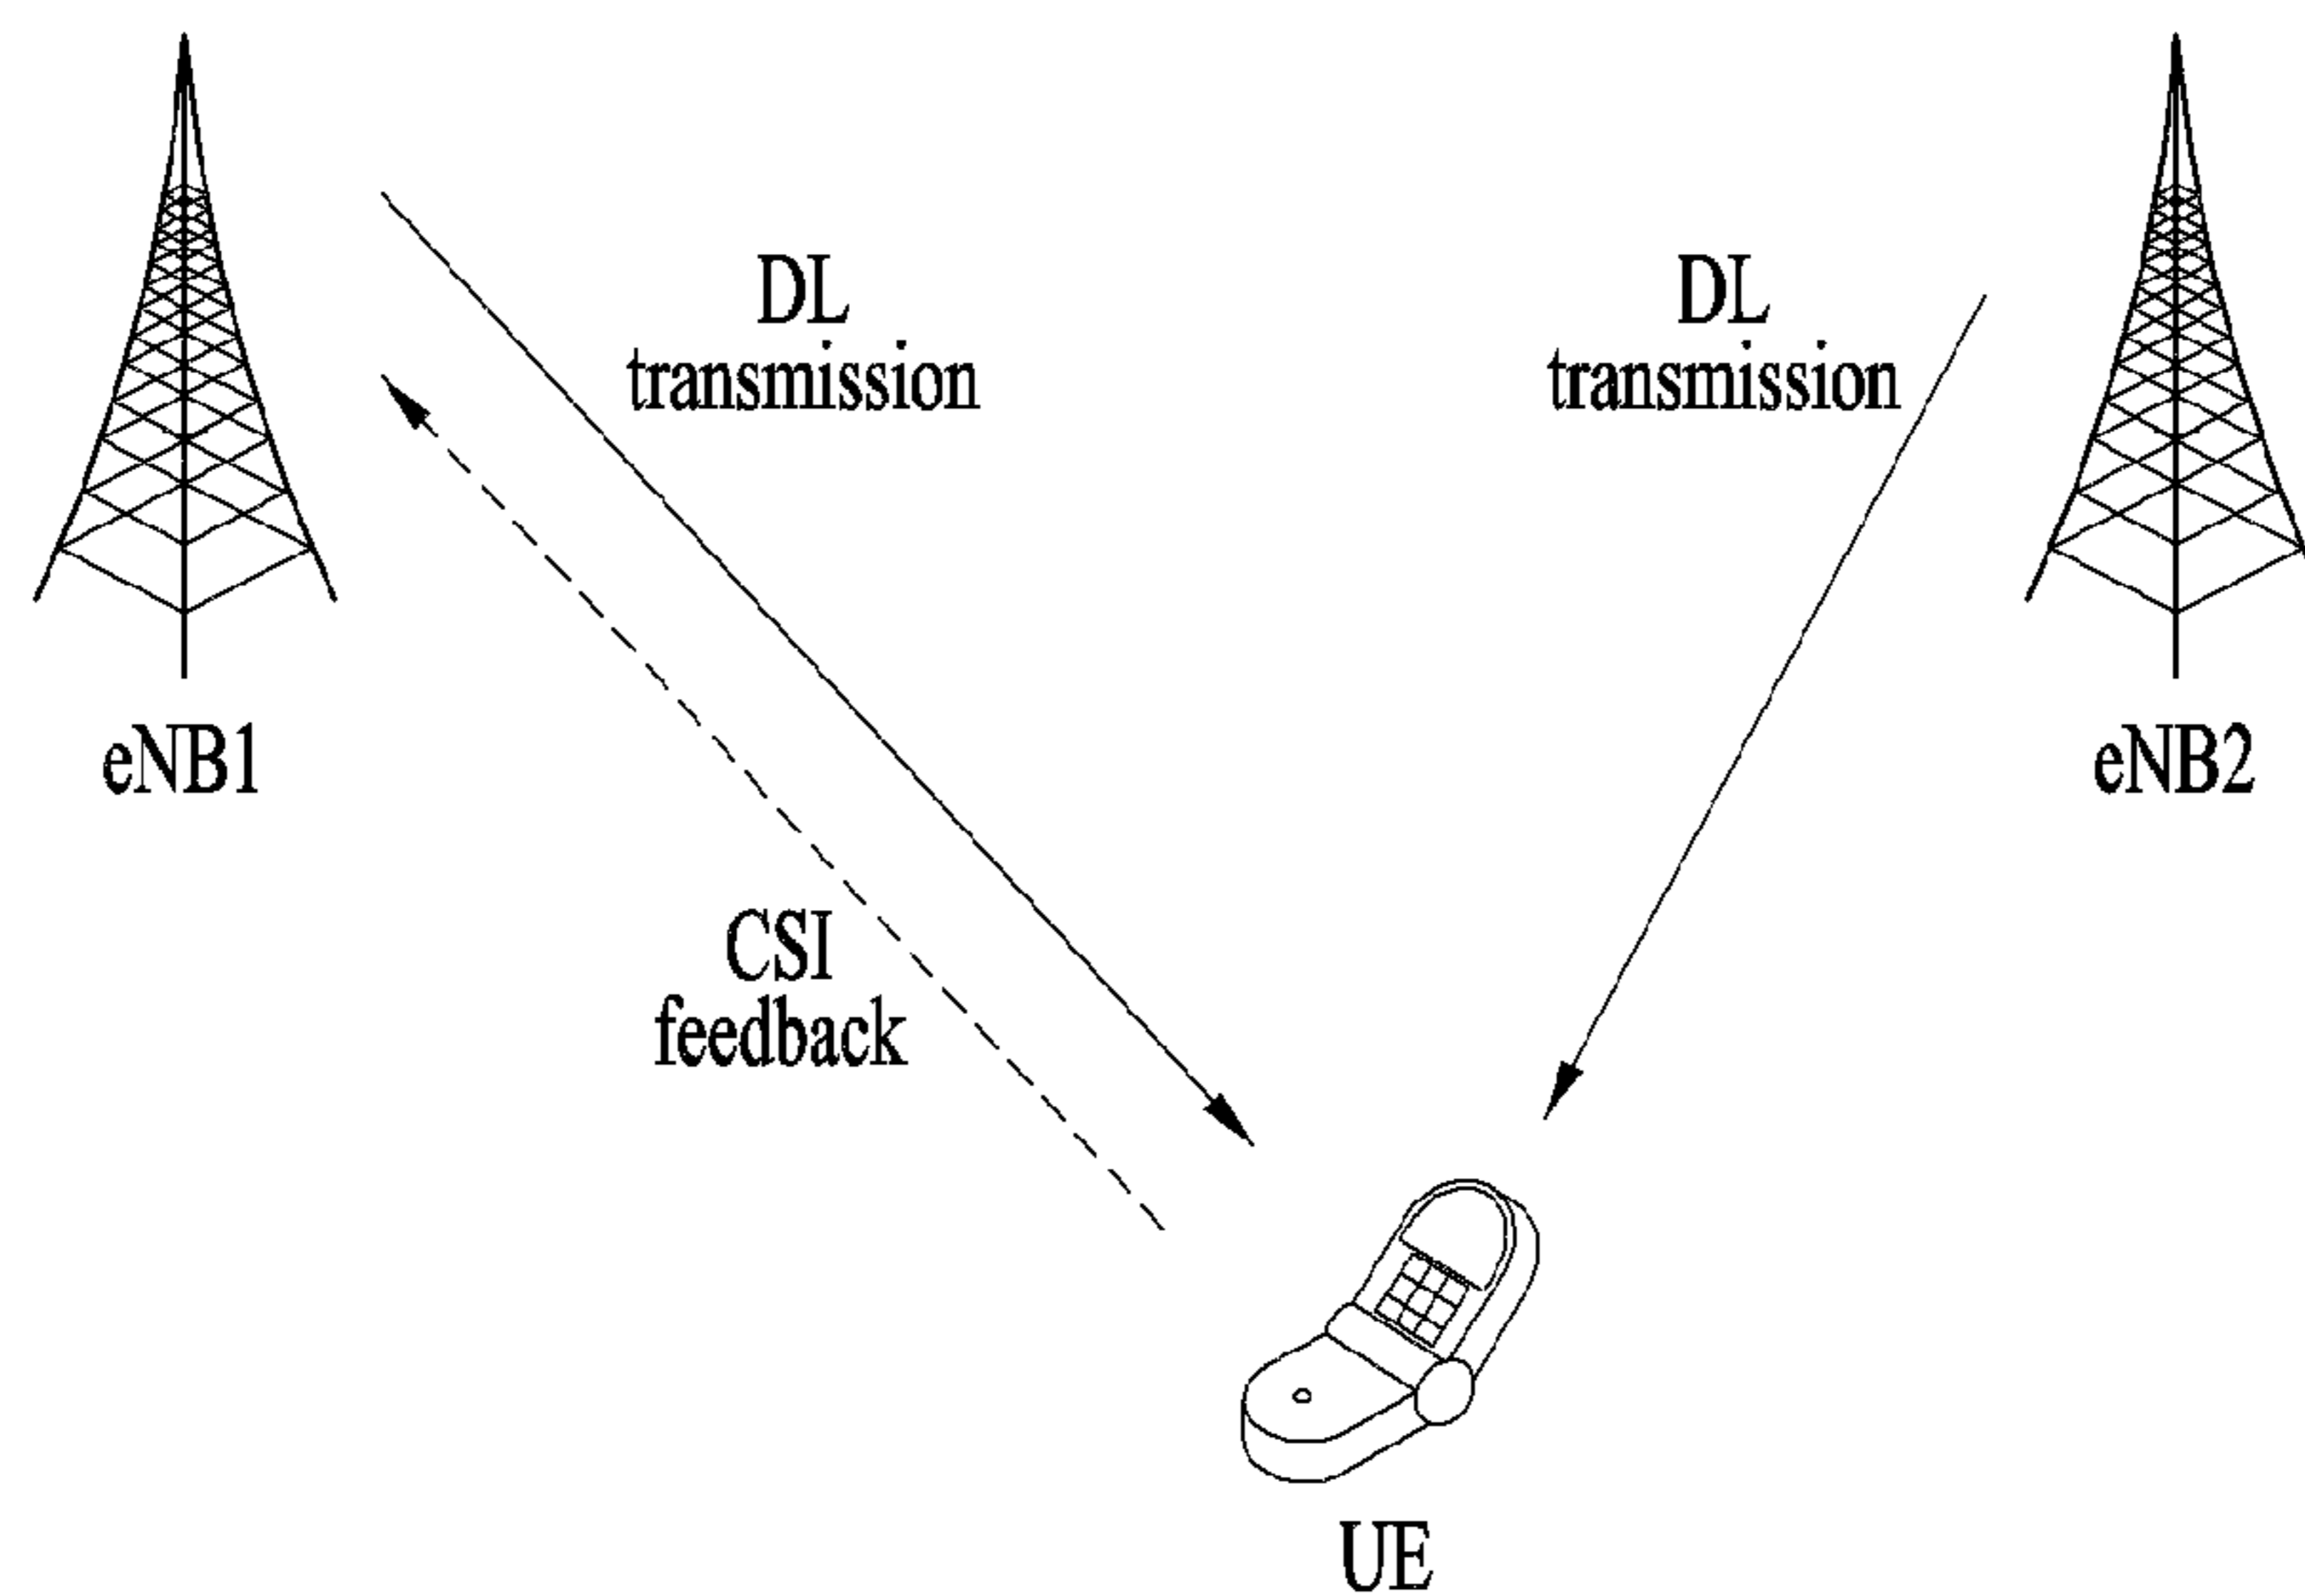 DL
transmission
DL
transmission
eNB1
eNB2
CSI
feedback
UE